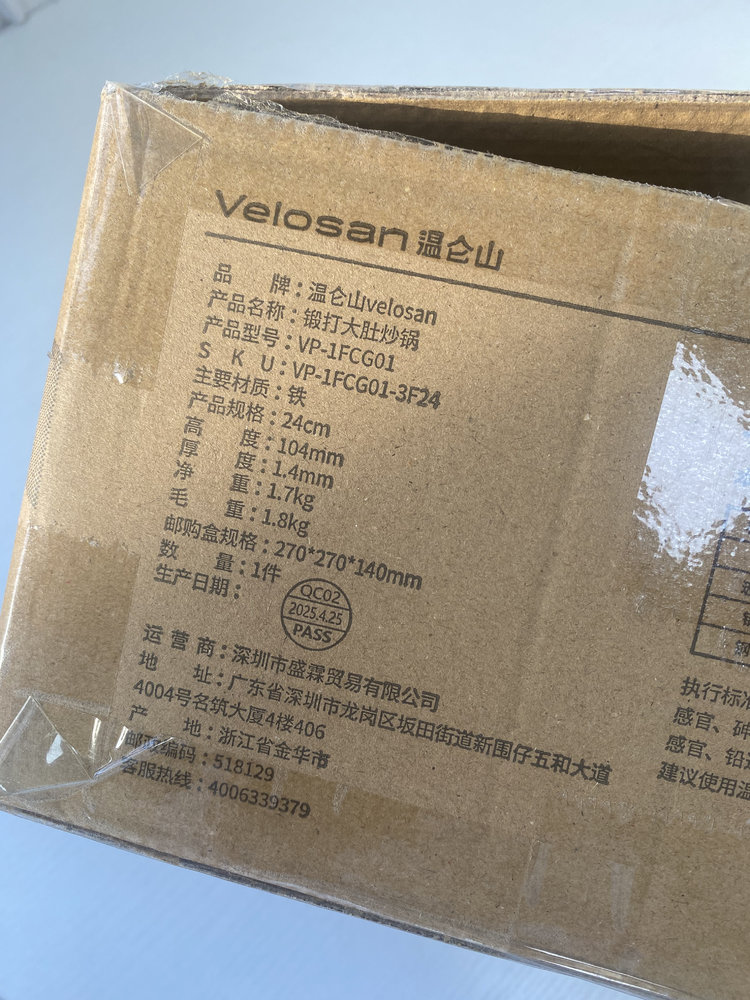 Velosan 温仑山
品牌：温仑山velosan
产品名称：锻打大肚炒锅
产品型号：VP-1FCG01
SKU：VP-1FCG01-3F24
主要材质：铁
产品规格：24cm
高度：104mm
厚度：1.4mm
净重：1.7kg
毛重：1.8kg
邮购盒规格：270*270*140mm
数量：1件
生产日期：
QC02
2025.4.25
PASS
运营商：深圳市盛霖贸易有限公司
地址：广东省深圳市龙岗区坂田街道新围仔五和大道
4004号名筑大厦4楼406
产地：浙江省金华市
邮政编码：518129
客服热线：4006339379
执行标准
感官、
感官、铅
建议使用温